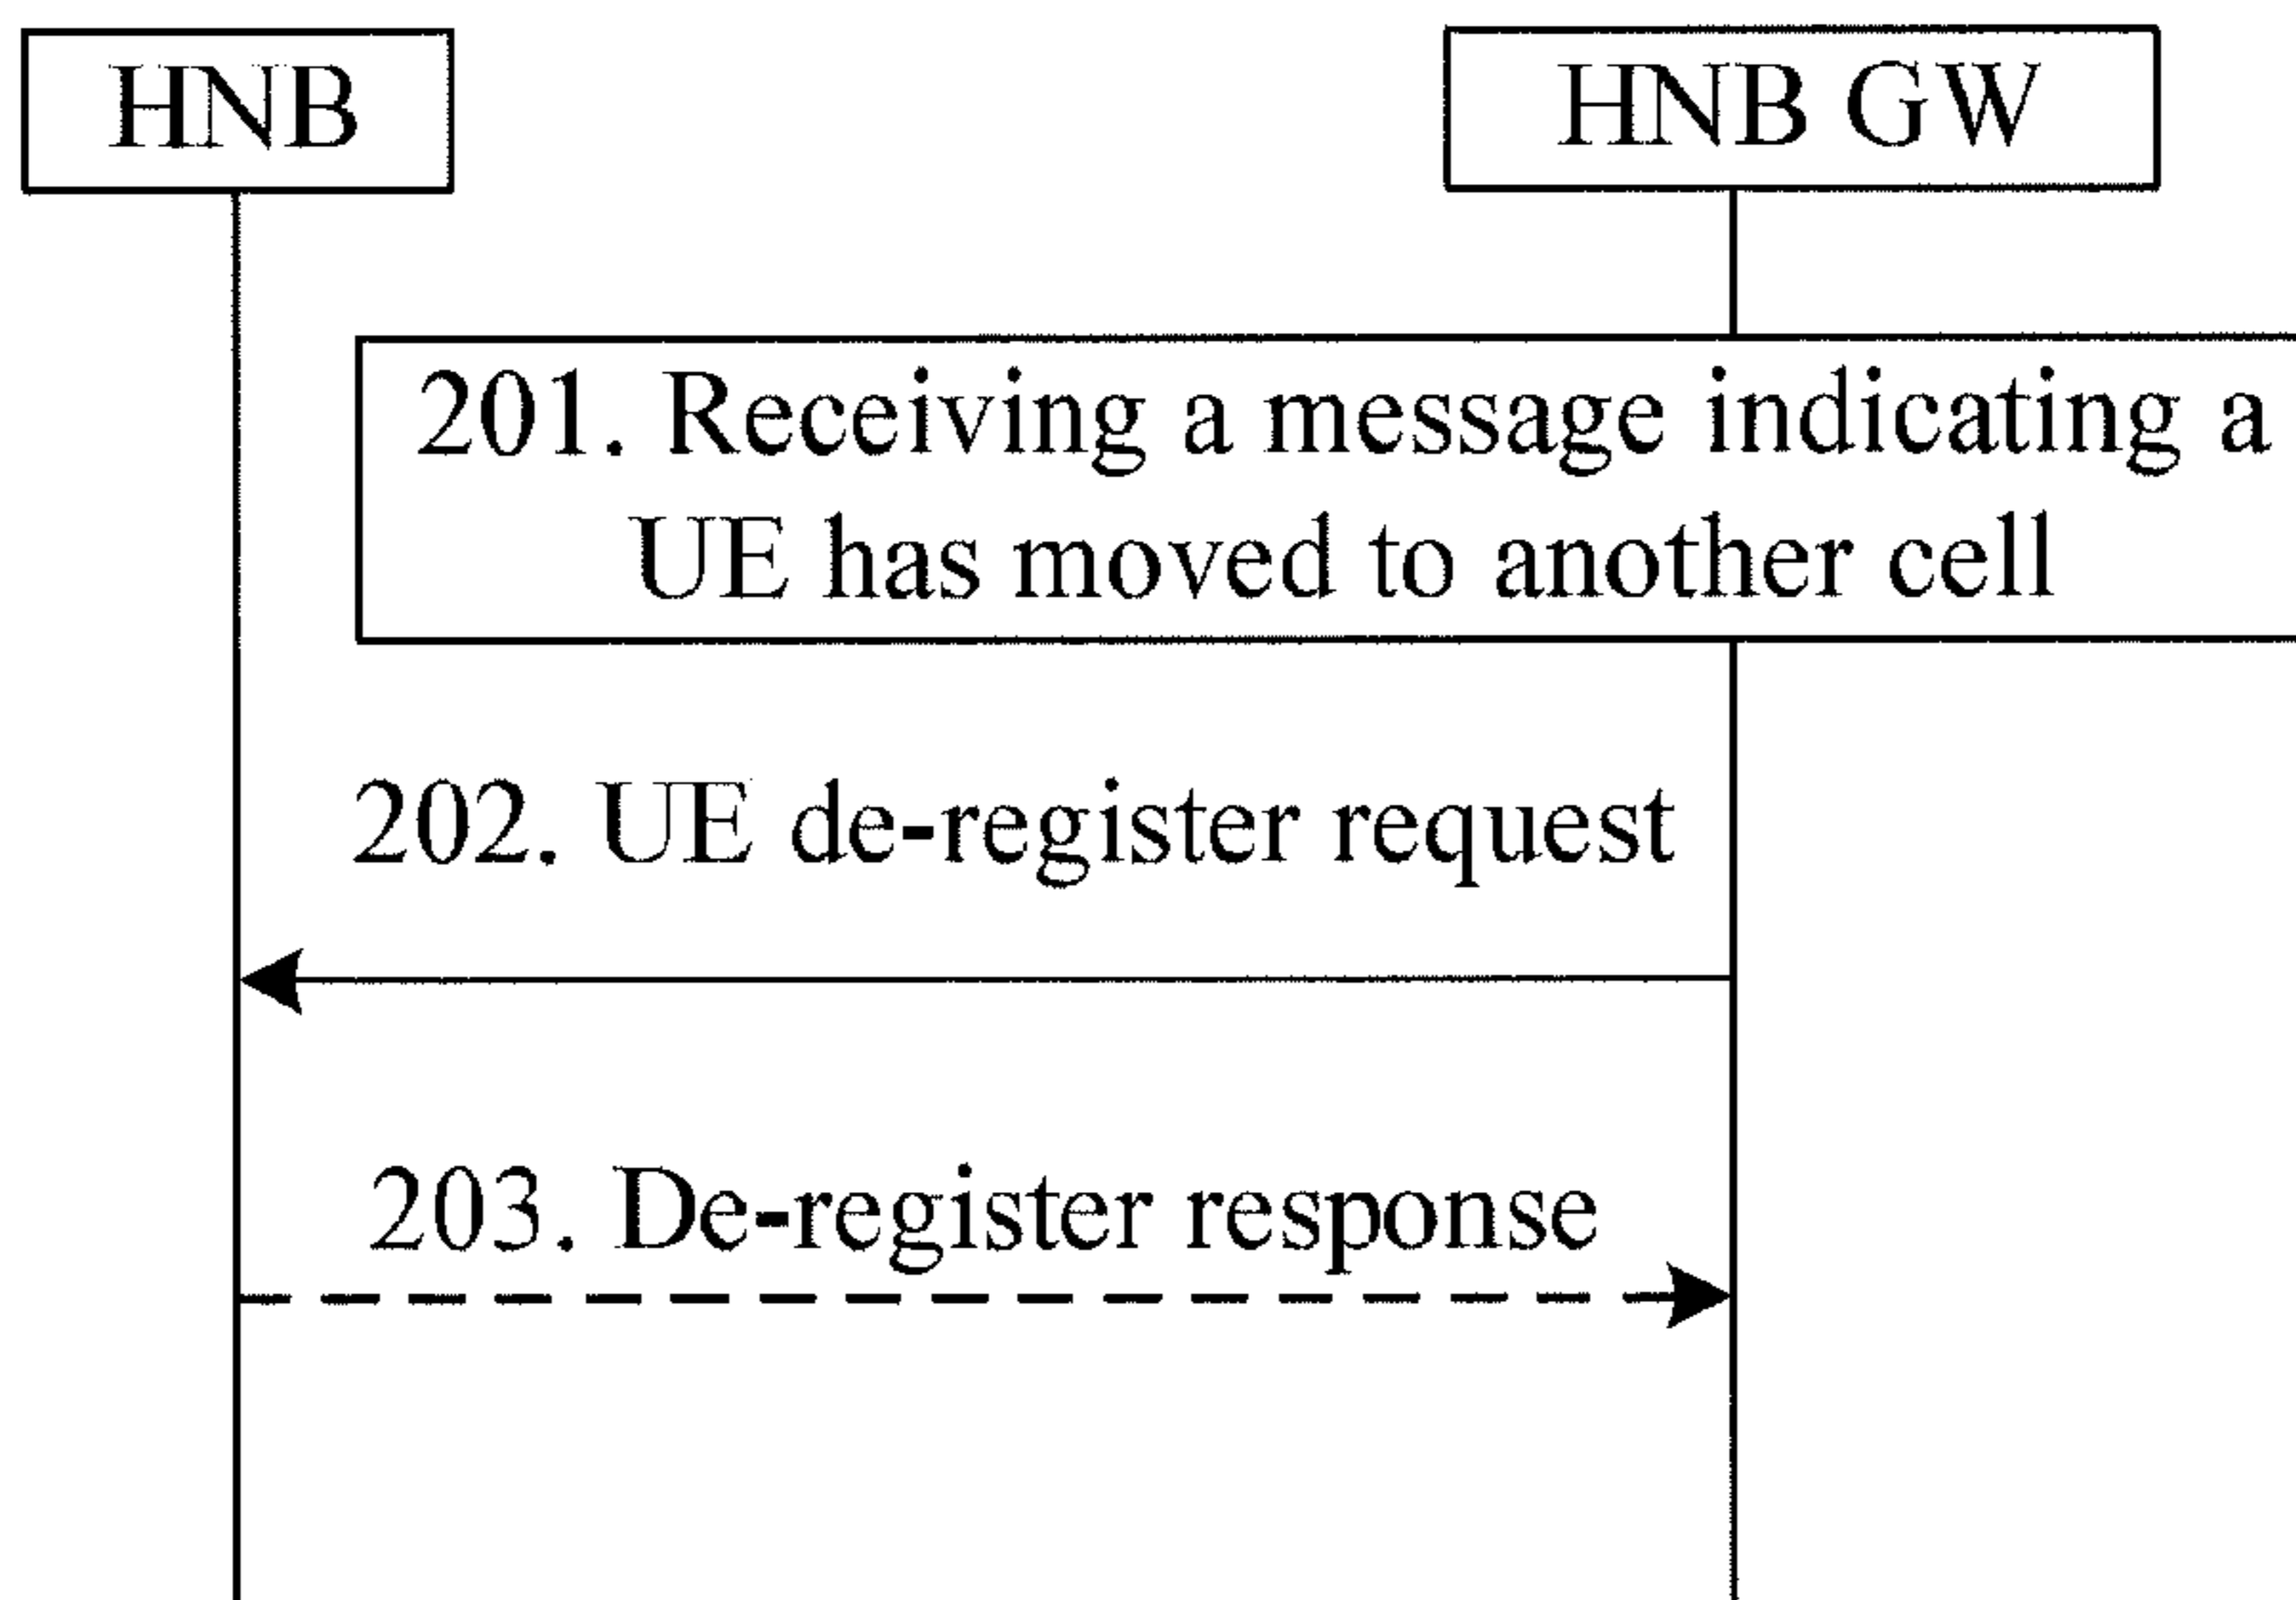 HNB
HNB GW
201. Receiving a message indicating a
UE has moved to another cell
202. UE de-register request
203. De-register response